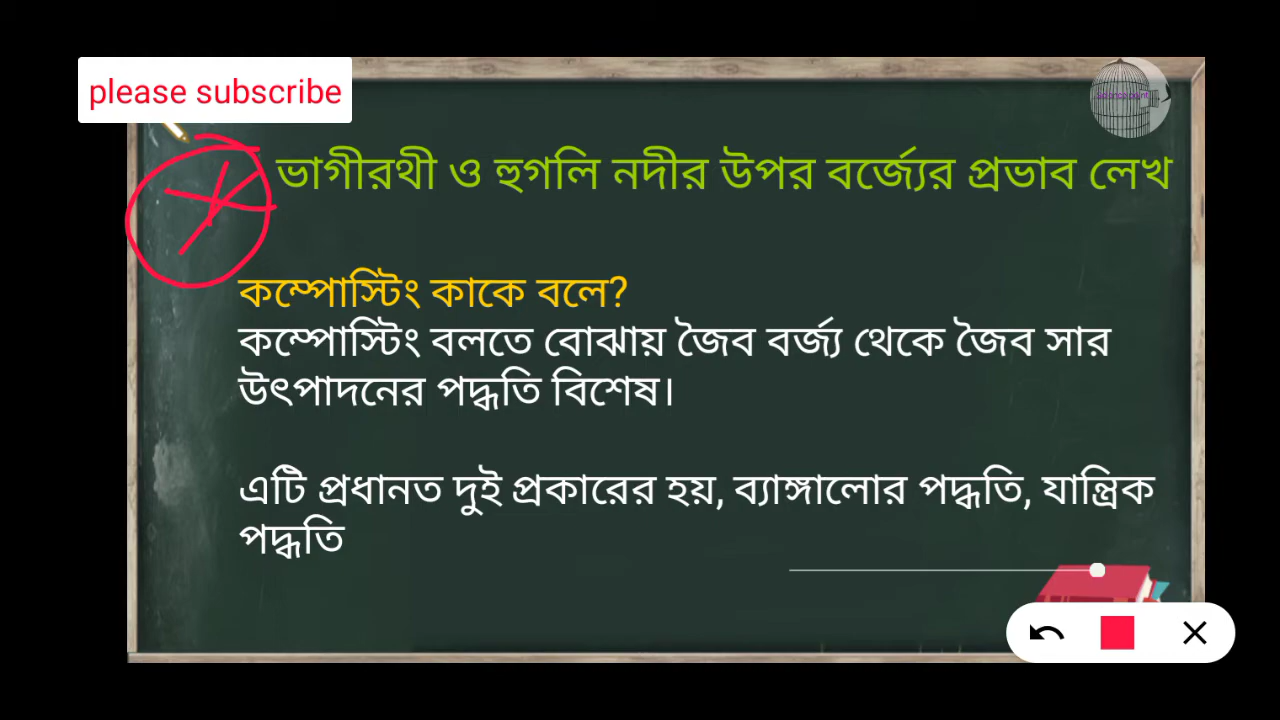 please subscribe
ভাগীরথী ও হুগলি নদীর উপর বর্জ্যের প্রভাব লেখ
কম্পোস্টিং কাকে বলে?
কম্পোস্টিং বলতে বোঝায় জৈব বর্জ্য থেকে জৈব সার
উৎপাদনের পদ্ধতি বিশেষ।
এটি প্রধানত দুই প্রকারের হয়, ব্যাঙ্গালোর পদ্ধতি, যান্ত্রিক
পদ্ধতি